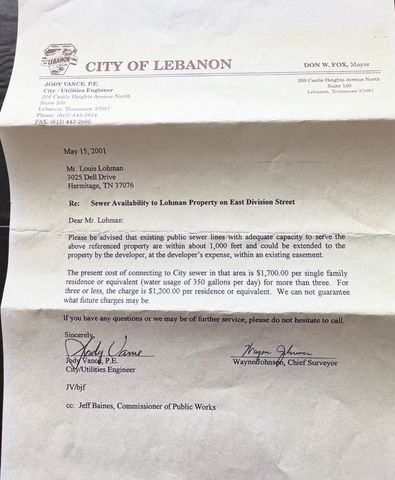 LEBANON
CITY OF LEBANON
DON W. FOX, Mayor
200 Castle Heights Avenue North
Suite 100
Lebanon, Tennessee 37087
JODY VANCE, P.E.
City / Utilities Engineer
200 Castle Heights Avenue North
Suite 300
Lebanon, Tennessee 37087
Phone: (615) 443-2824
FAX: (615) 443-2880
May 15, 2001
Mr. Louis Lohman
3025 Dell Drive
Hermitage, TN 37076
Re: Sewer Availability to Lohman Property on East Division Street
Dear Mr. Lohman:
Please be advised that existing public sewer lines with adequate capacity to serve the
above referenced property are within about 1,000 feet and could be extended to the
property by the developer, at the developer's expense, within an existing easement.
The present cost of connecting to City sewer in that area is $1,700.00 per single family
residence or equivalent (water usage of 350 gallons per day) for more than three. For
three or less, the charge is $1,200.00 per residence or equivalent. We can not guarantee
what future charges may be.
If you have any questions or we may be of further service, please do not hesitate to call.
Sincerely,
Jody Vance
Jody Vance, P.E.
City/Utilities Engineer
Wayne Johnson
Wayne Johnson, Chief Surveyor
JV/bjf
cc: Jeff Baines, Commissioner of Public Works